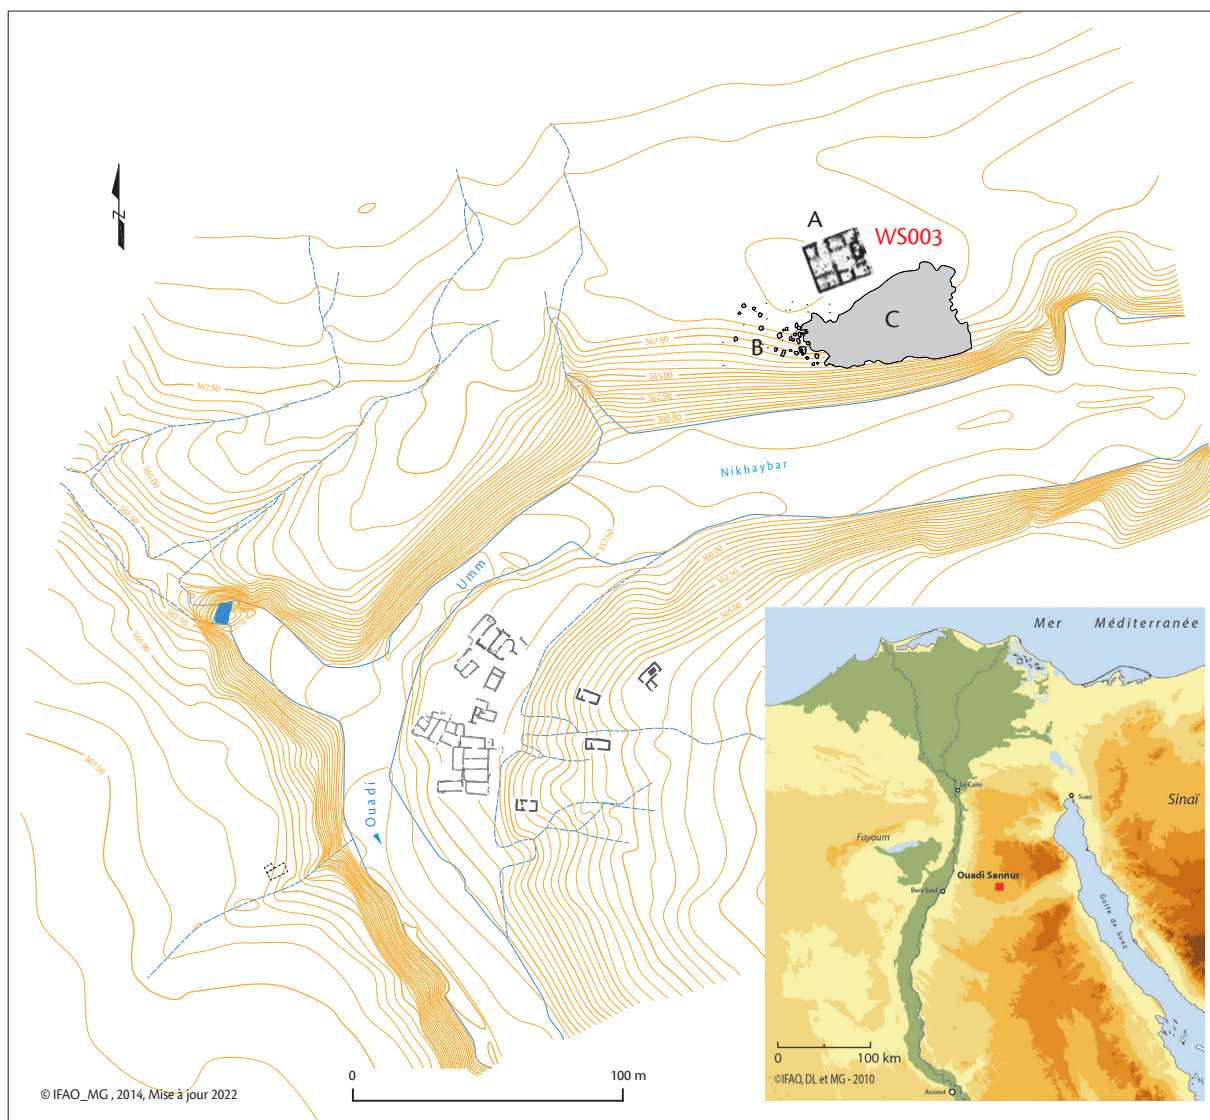 N
A
WS003
C
B
367.50
365.00
362.50
360.00
367.50
365.00
362.50
Nikhaybar
357.50
Umm
360.00
362.50
365.00
362.50
365.00
367.50
Ouadi
Mer Méditerranée
Le Caire
Suez
Sinaï
Fayoum
Ouadi Sannur
Beni Suef
Golfe de Suez
Assiout
0 100 km
©IFAO, DL et MG - 2010
0 100 m
© IFAO_MG , 2014, Mise à jour 2022